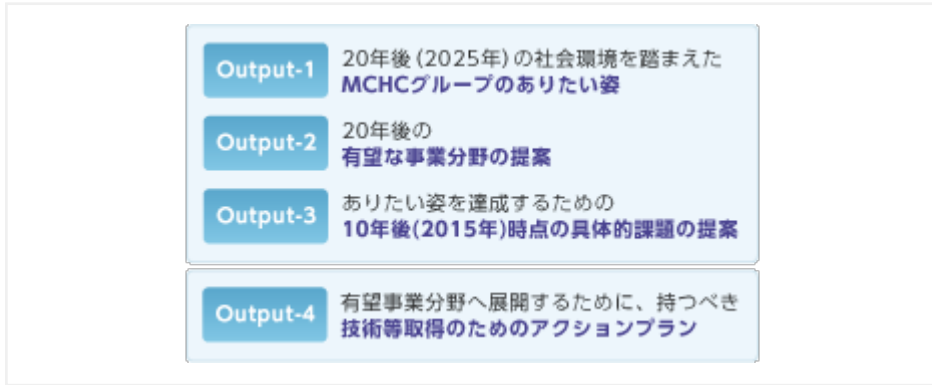 Output-1
20年後(2025年)の社会環境を踏まえた
MCHCグループのありたい姿
Output-2
20年後の
有望な事業分野の提案
Output-3
ありたい姿を達成するための
10年後(2015年)時点の具体的課題の提案
Output-4
有望事業分野へ展開するために、持つべき
技術等取得のためのアクションプラン